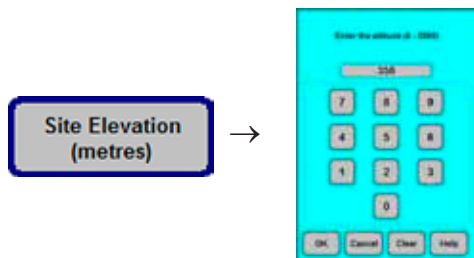 Site Elevation
(metres)
→
Enter the altitude (0 - 3000)
358
7 8 9
4 5 6
1 2 3
0
OK Cancel Clear Help